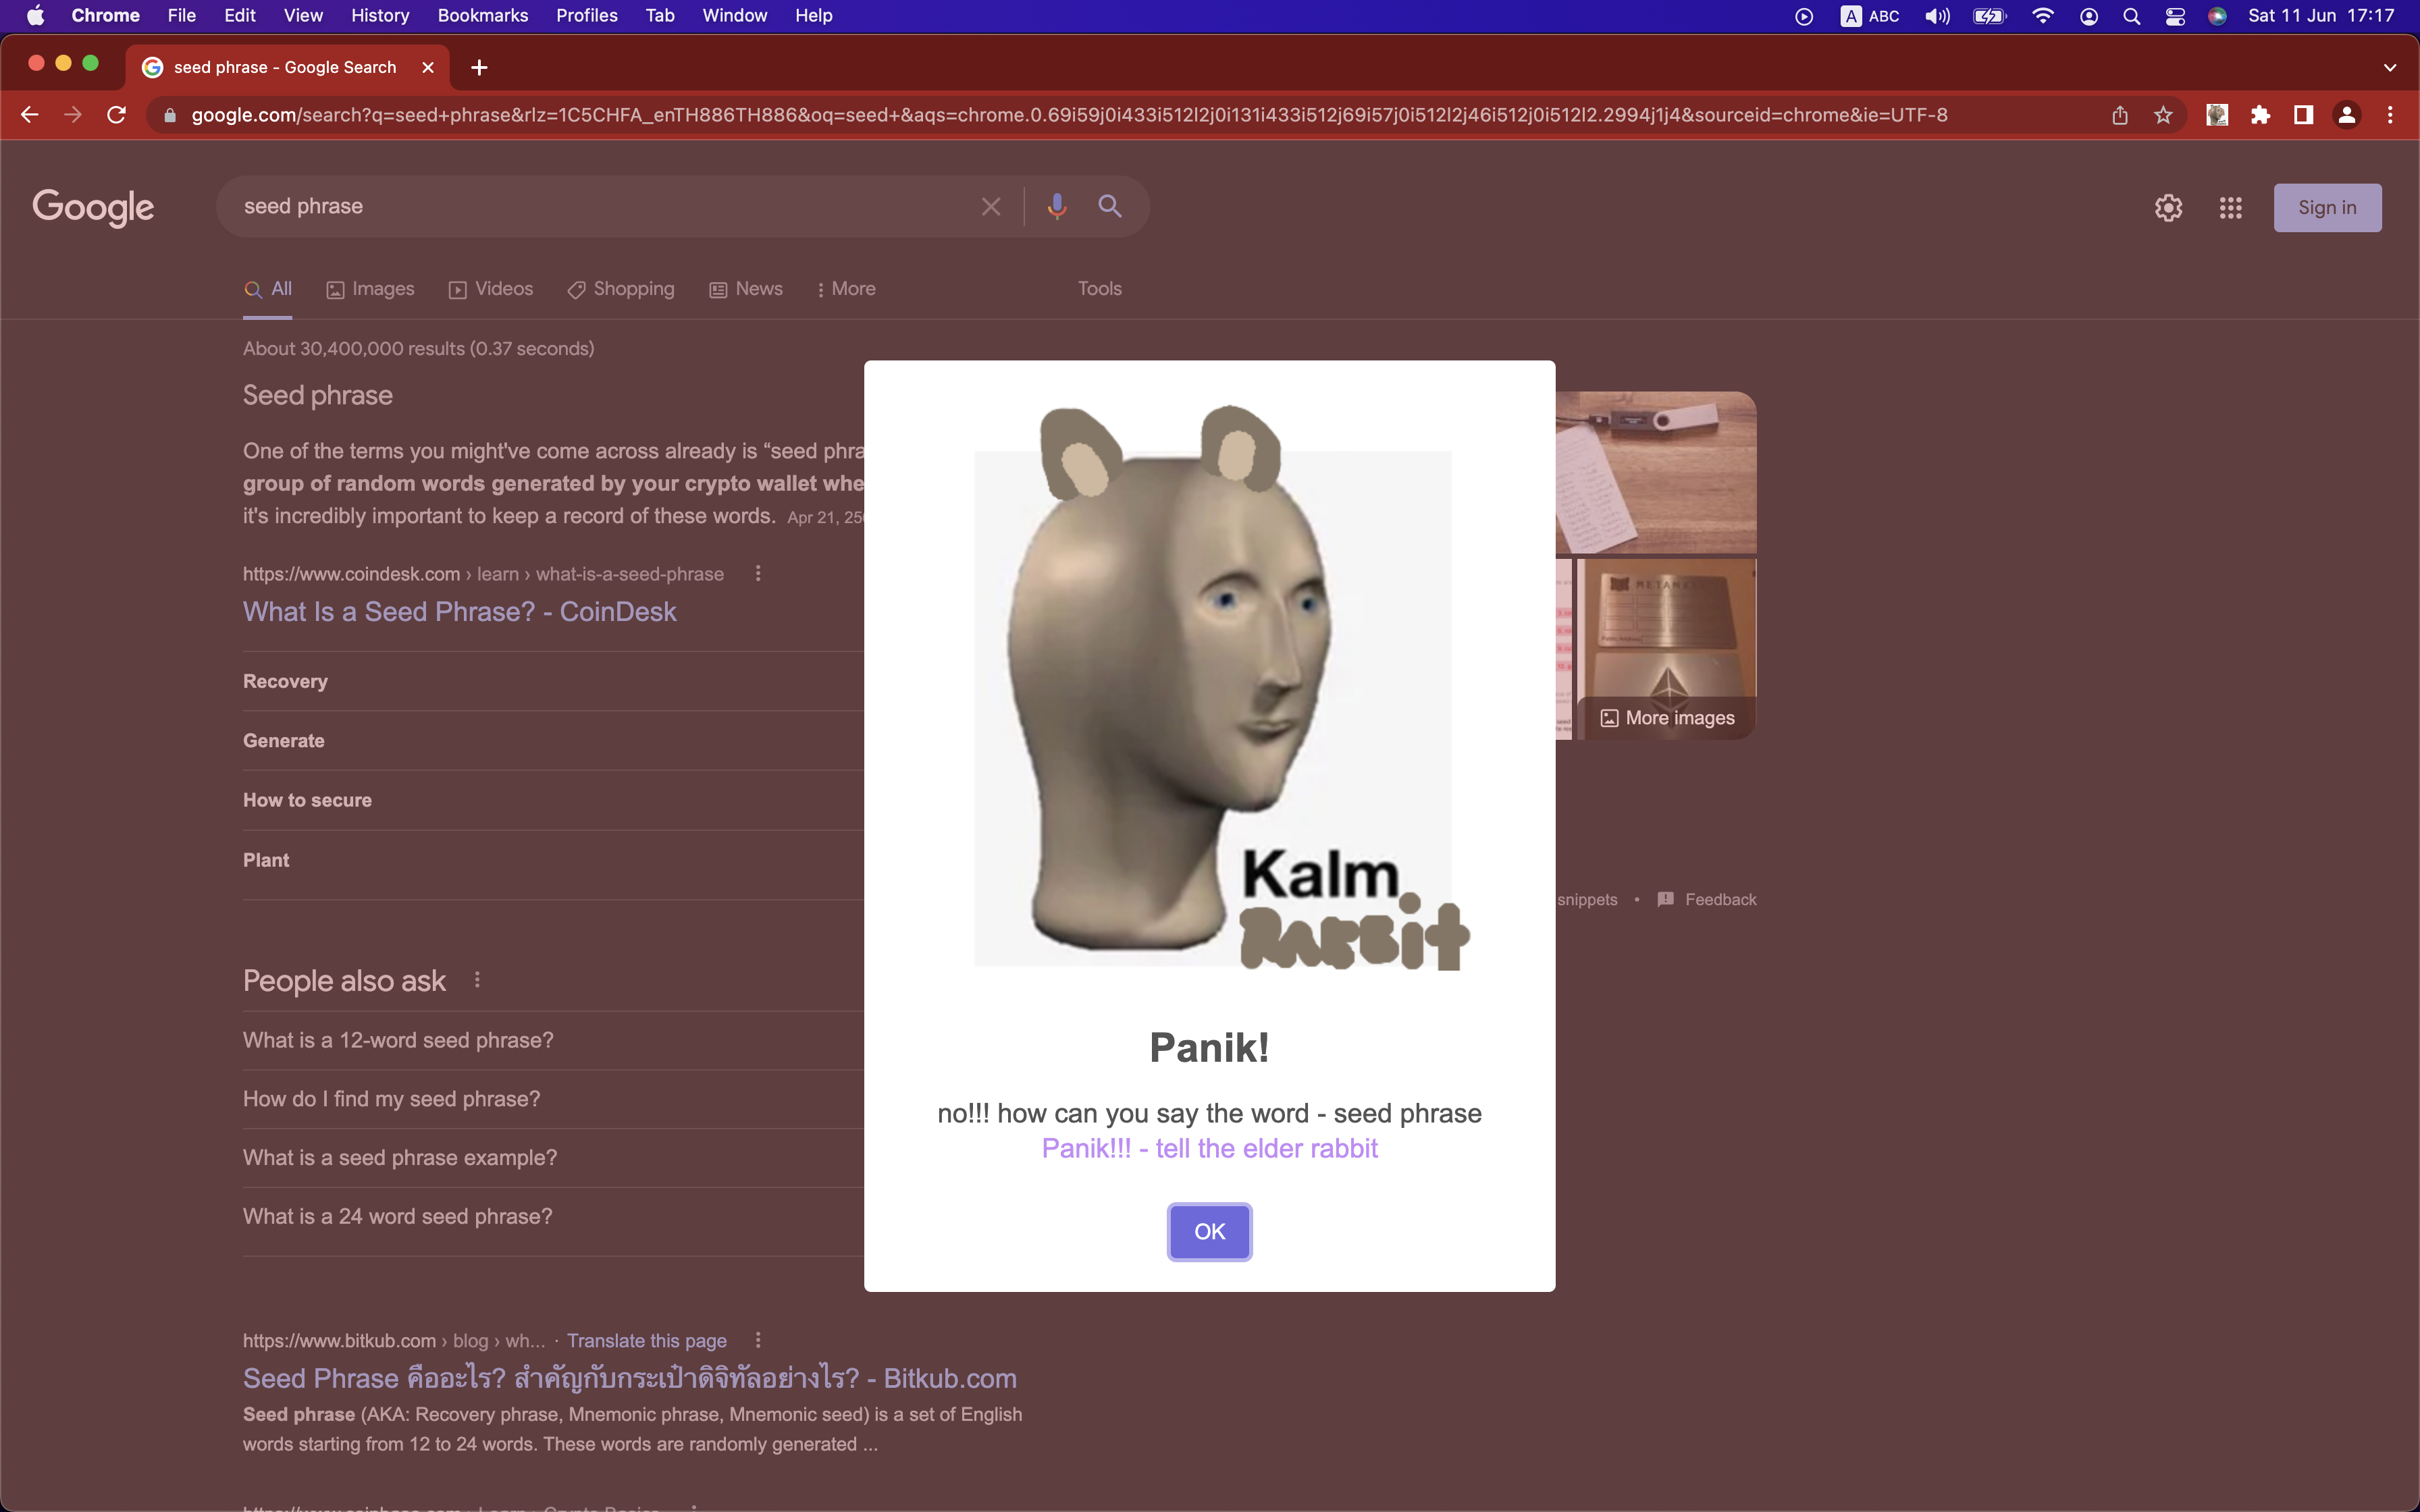 Chrome File Edit View History Bookmarks Profiles Tab Window Help
A ABC Sat 11 Jun 17:17
seed phrase - Google Search
google.com/search?q=seed+phrase&rlz=1C5CHFA_enTH886TH886&oq=seed+&aqs=chrome.0.69i59j0i433i512l2j0i131i433i512j69i57j0i512l2j46i512j0i512l2.2994j1j4&sourceid=chrome&ie=UTF-8
Google
seed phrase
Sign in
All Images Videos Shopping News More Tools
About 30,400,000 results (0.37 seconds)
Seed phrase
One of the terms you might've come across already is “seed phra
group of random words generated by your crypto wallet whe
it's incredibly important to keep a record of these words. Apr 21, 25
https://www.coindesk.com › learn › what-is-a-seed-phrase
What Is a Seed Phrase? - CoinDesk
Recovery
Generate
How to secure
Plant
More images
snippets • Feedback
Kalm
RABBit
Panik!
no!!! how can you say the word - seed phrase
Panik!!! - tell the elder rabbit
OK
People also ask
What is a 12-word seed phrase?
How do I find my seed phrase?
What is a seed phrase example?
What is a 24 word seed phrase?
https://www.bitkub.com › blog › wh... · Translate this page
Seed Phrase คืออะไร? สำคัญกับกระเป๋าดิจิทัลอย่างไร? - Bitkub.com
Seed phrase (AKA: Recovery phrase, Mnemonic phrase, Mnemonic seed) is a set of English
words starting from 12 to 24 words. These words are randomly generated ...